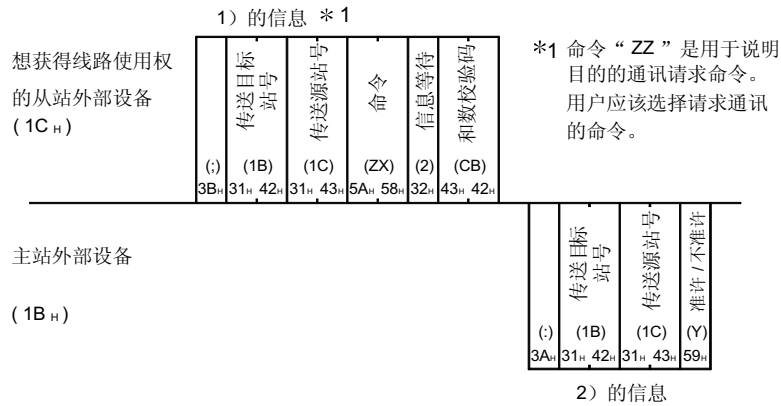 1）的信息 ＊1
想获得线路使用权
的从站外部设备
( 1C H )
传送目标
站号
传送源站号
命令
信息等待
和数校验码
(;) (1B) (1C) (ZX) (2) (CB)
3BH 31H 42H 31H 43H 5AH 58H 32H 43H 42H
＊1 命令“ ZZ ”是用于说明
目的的通讯请求命令。
用户应该选择请求通讯
的命令。
主站外部设备
( 1B H )
传送目标
站号
传送源站号
准许 / 不准许
(:) (1B) (1C) (Y)
3AH 31H 42H 31H 43H 59H
2）的信息